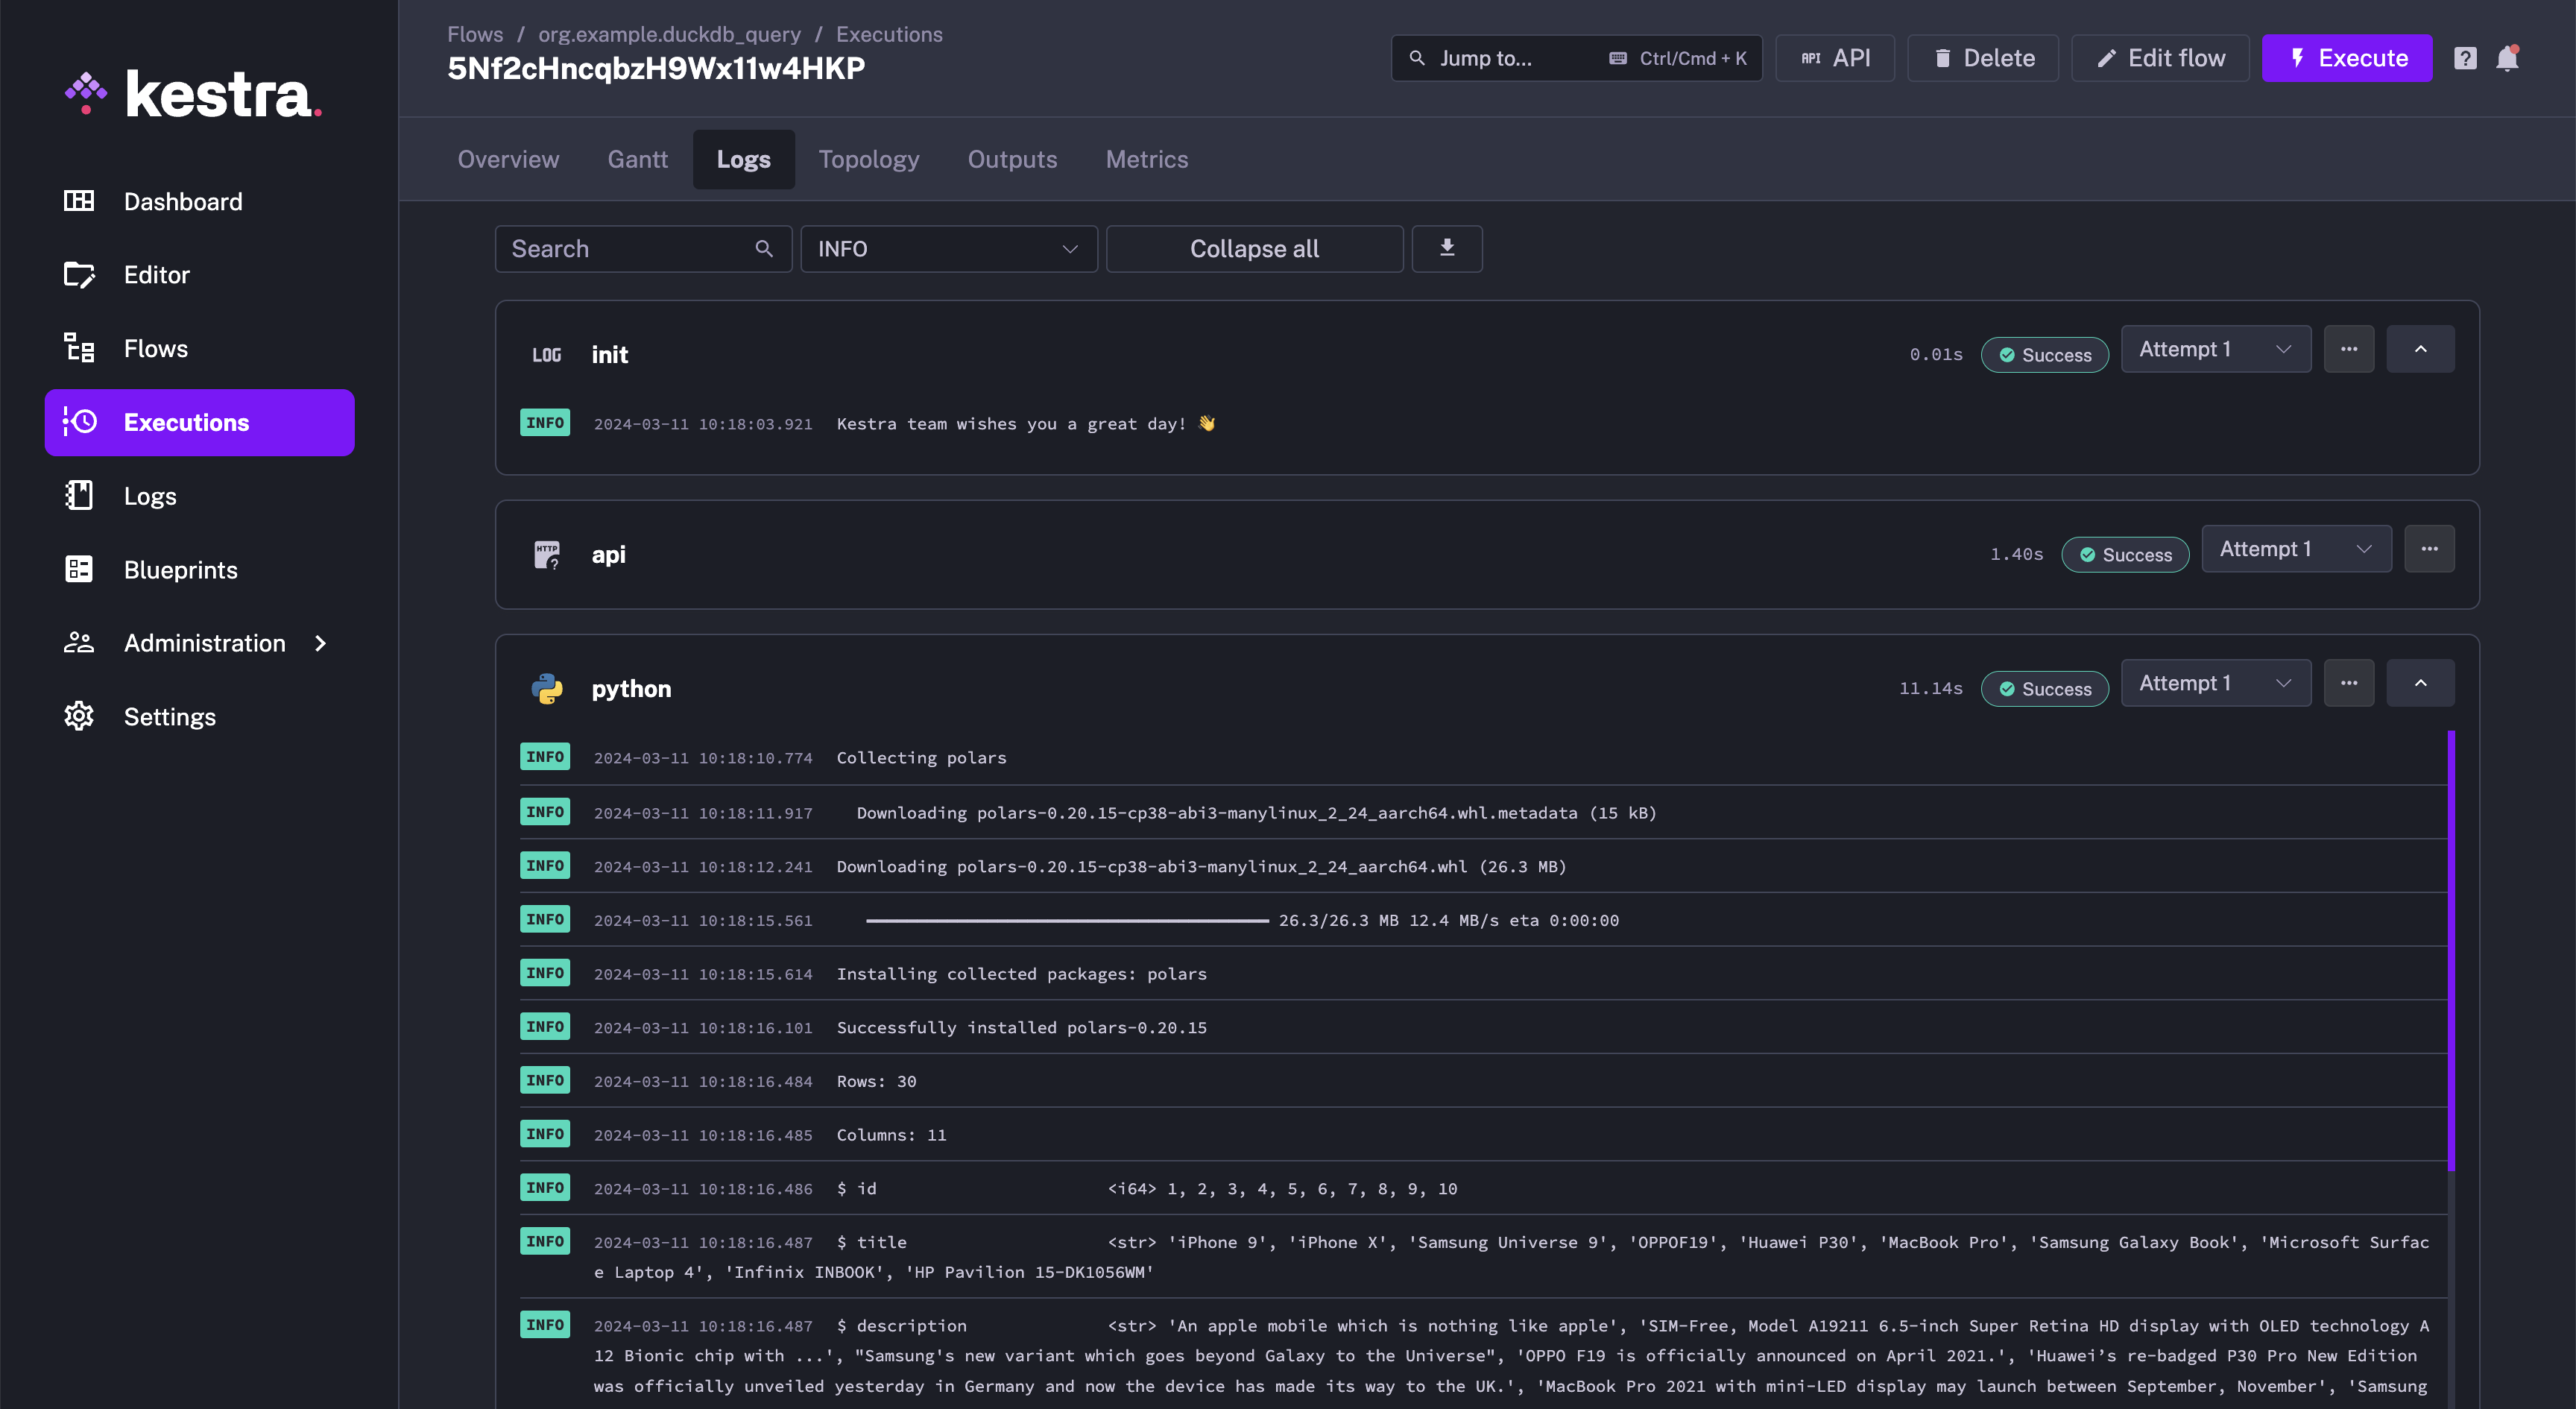 kestra.
Dashboard
Editor
Flows
Executions
Logs
Blueprints
Administration
Settings
Flows / org.example.duckdb_query / Executions
5Nf2cHncqbzH9Wx11w4HKP
Jump to... Ctrl/Cmd + K
API API
Delete
Edit flow
Execute
?
Overview Gantt Logs Topology Outputs Metrics
Search INFO Collapse all
LOG init 0.01s Success Attempt 1 ...
INFO 2024-03-11 10:18:03.921 Kestra team wishes you a great day! 👋
HTTP ? api 1.40s Success Attempt 1 ...
python 11.14s Success Attempt 1 ...
INFO 2024-03-11 10:18:10.774 Collecting polars
INFO 2024-03-11 10:18:11.917 Downloading polars-0.20.15-cp38-abi3-manylinux_2_24_aarch64.whl.metadata (15 kB)
INFO 2024-03-11 10:18:12.241 Downloading polars-0.20.15-cp38-abi3-manylinux_2_24_aarch64.whl (26.3 MB)
INFO 2024-03-11 10:18:15.561 26.3/26.3 MB 12.4 MB/s eta 0:00:00
INFO 2024-03-11 10:18:15.614 Installing collected packages: polars
INFO 2024-03-11 10:18:16.101 Successfully installed polars-0.20.15
INFO 2024-03-11 10:18:16.484 Rows: 30
INFO 2024-03-11 10:18:16.485 Columns: 11
INFO 2024-03-11 10:18:16.486 $ id <i64> 1, 2, 3, 4, 5, 6, 7, 8, 9, 10
INFO 2024-03-11 10:18:16.487 $ title <str> 'iPhone 9', 'iPhone X', 'Samsung Universe 9', 'OPPOF19', 'Huawei P30', 'MacBook Pro', 'Samsung Galaxy Book', 'Microsoft Surfac
e Laptop 4', 'Infinix INBOOK', 'HP Pavilion 15-DK1056WM'
INFO 2024-03-11 10:18:16.487 $ description <str> 'An apple mobile which is nothing like apple', 'SIM-Free, Model A19211 6.5-inch Super Retina HD display with OLED technology A
12 Bionic chip with ...', "Samsung's new variant which goes beyond Galaxy to the Universe", 'OPPO F19 is officially announced on April 2021.', 'Huawei’s re-badged P30 Pro New Edition
was officially unveiled yesterday in Germany and now the device has made its way to the UK.', 'MacBook Pro 2021 with mini-LED display may launch between September, November', 'Samsung